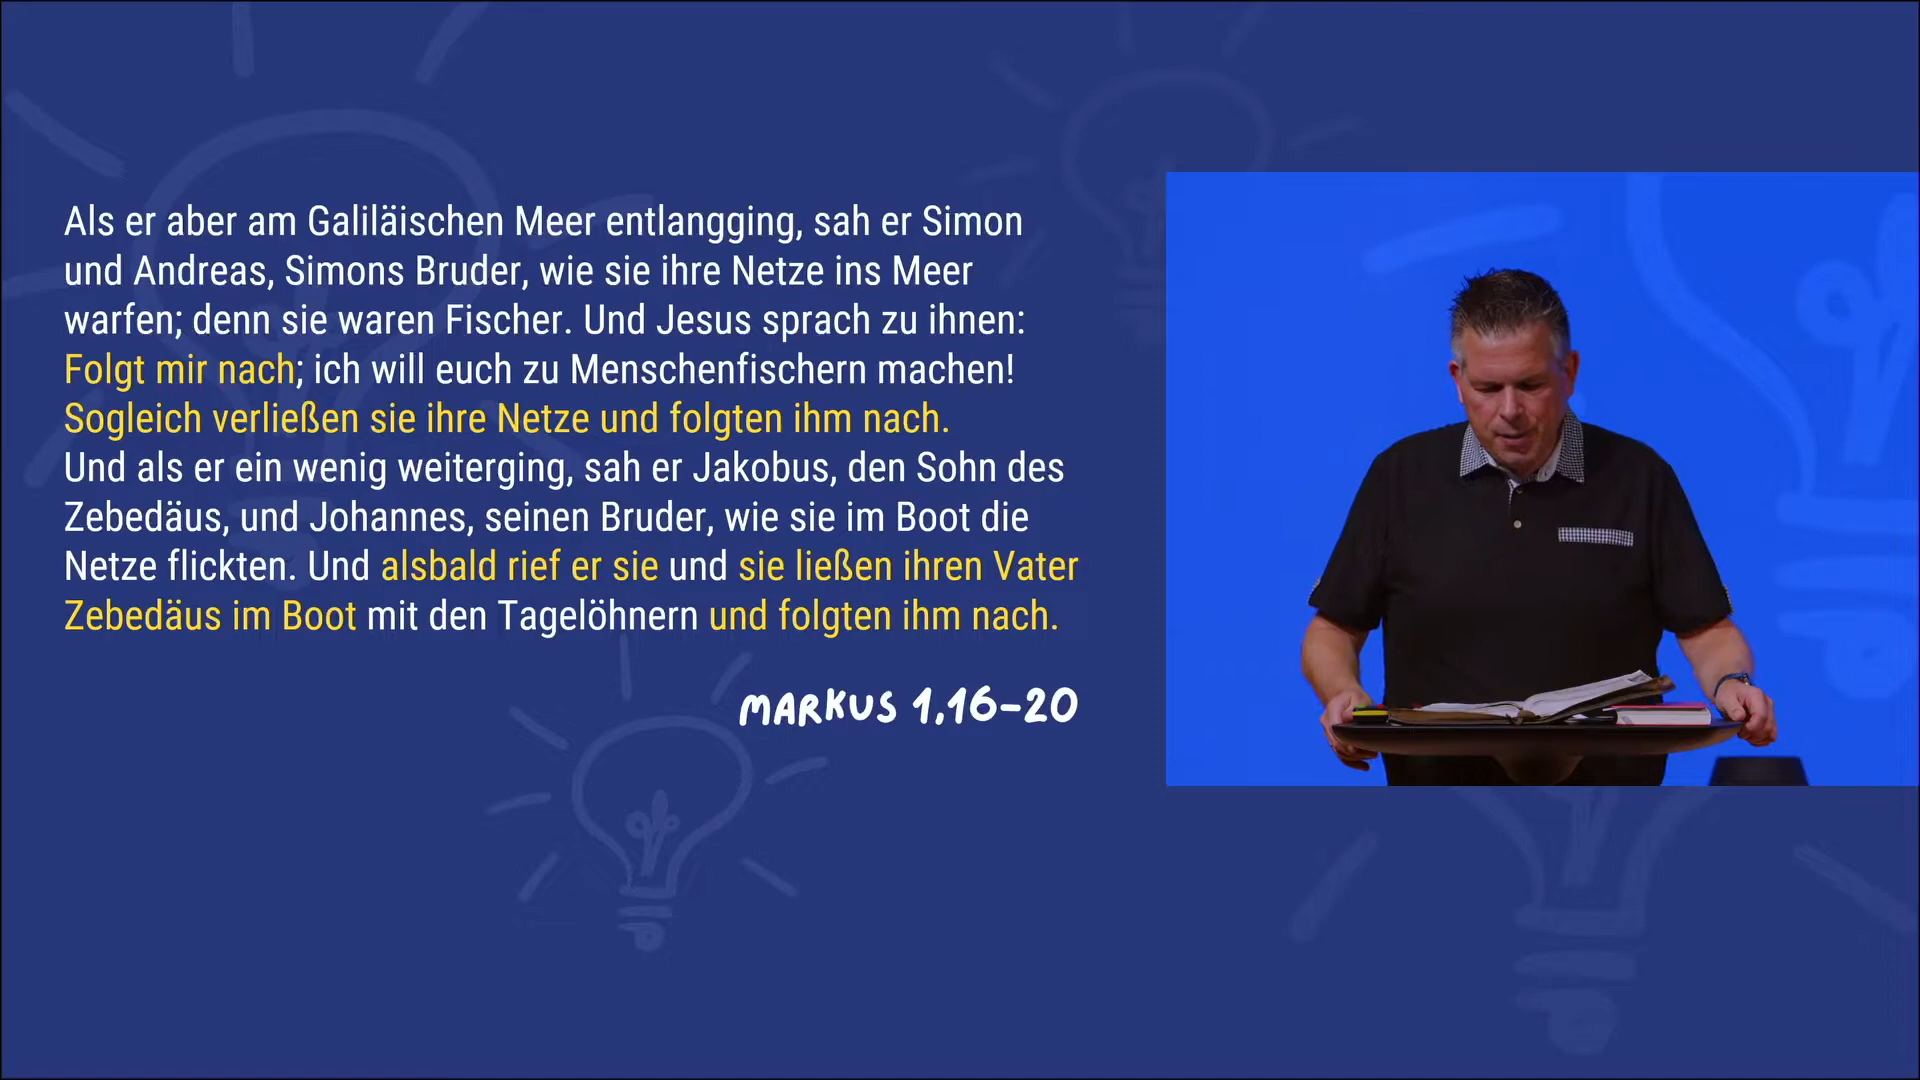 Als er aber am Galiläischen Meer entlangging, sah er Simon
und Andreas, Simons Bruder, wie sie ihre Netze ins Meer
warfen; denn sie waren Fischer. Und Jesus sprach zu ihnen:
Folgt mir nach; ich will euch zu Menschenfischern machen!
Sogleich verließen sie ihre Netze und folgten ihm nach.
Und als er ein wenig weiterging, sah er Jakobus, den Sohn des
Zebedäus, und Johannes, seinen Bruder, wie sie im Boot die
Netze flickten. Und alsbald rief er sie und sie ließen ihren Vater
Zebedäus im Boot mit den Tagelöhnern und folgten ihm nach.
MARKUS 1,16-20